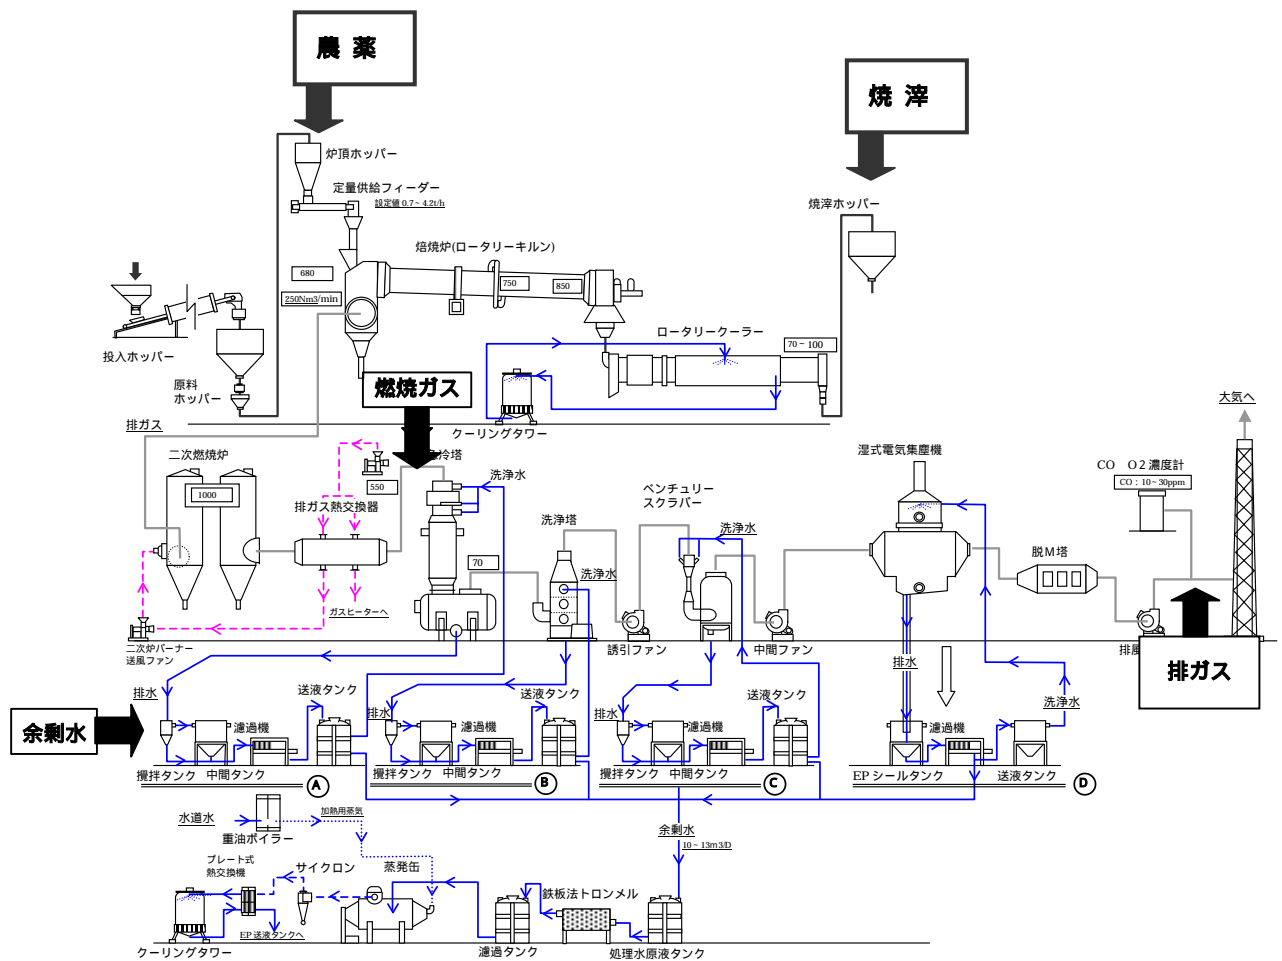 農 薬
焼 滓
炉頂ホッパー
定量供給フィーダー
設定値 0.7~4.2t/h
焼滓ホッパー
焙焼炉(ロータリーキルン)
680
750
850
250Nm3/min
ロータリークーラー
70~100
投入ホッパー
原料
ホッパー
燃焼ガス
排ガス
クーリングタワー
大気へ
二次燃焼炉
冷塔
湿式電気集塵機
CO O2濃度計
CO：10~30ppm
550
洗浄水
1000
排ガス熱交換器
ベンチュリー
スクラバー
洗浄塔
洗浄水
脱M塔
70
洗浄水
ガスヒーターへ
二次炉バーナー
送風ファン
誘引ファン
中間ファン
排風
排ガス
排水
送液タンク
排水
送液タンク
排水
送液タンク
排水
洗浄水
余剰水
濾過機
濾過機
濾過機
濾過機
攪拌タンク
中間タンク
A
攪拌タンク
中間タンク
B
攪拌タンク
中間タンク
C
EPシールタンク
送液タンク
D
水道水
加熱用蒸気
重油ボイラー
余剰水
10~13m3/D
プレート式
熱交換機
サイクロン
蒸発缶
鉄板法トロンメル
EP送液タンクへ
クーリングタワー
濾過タンク
処理水原液タンク